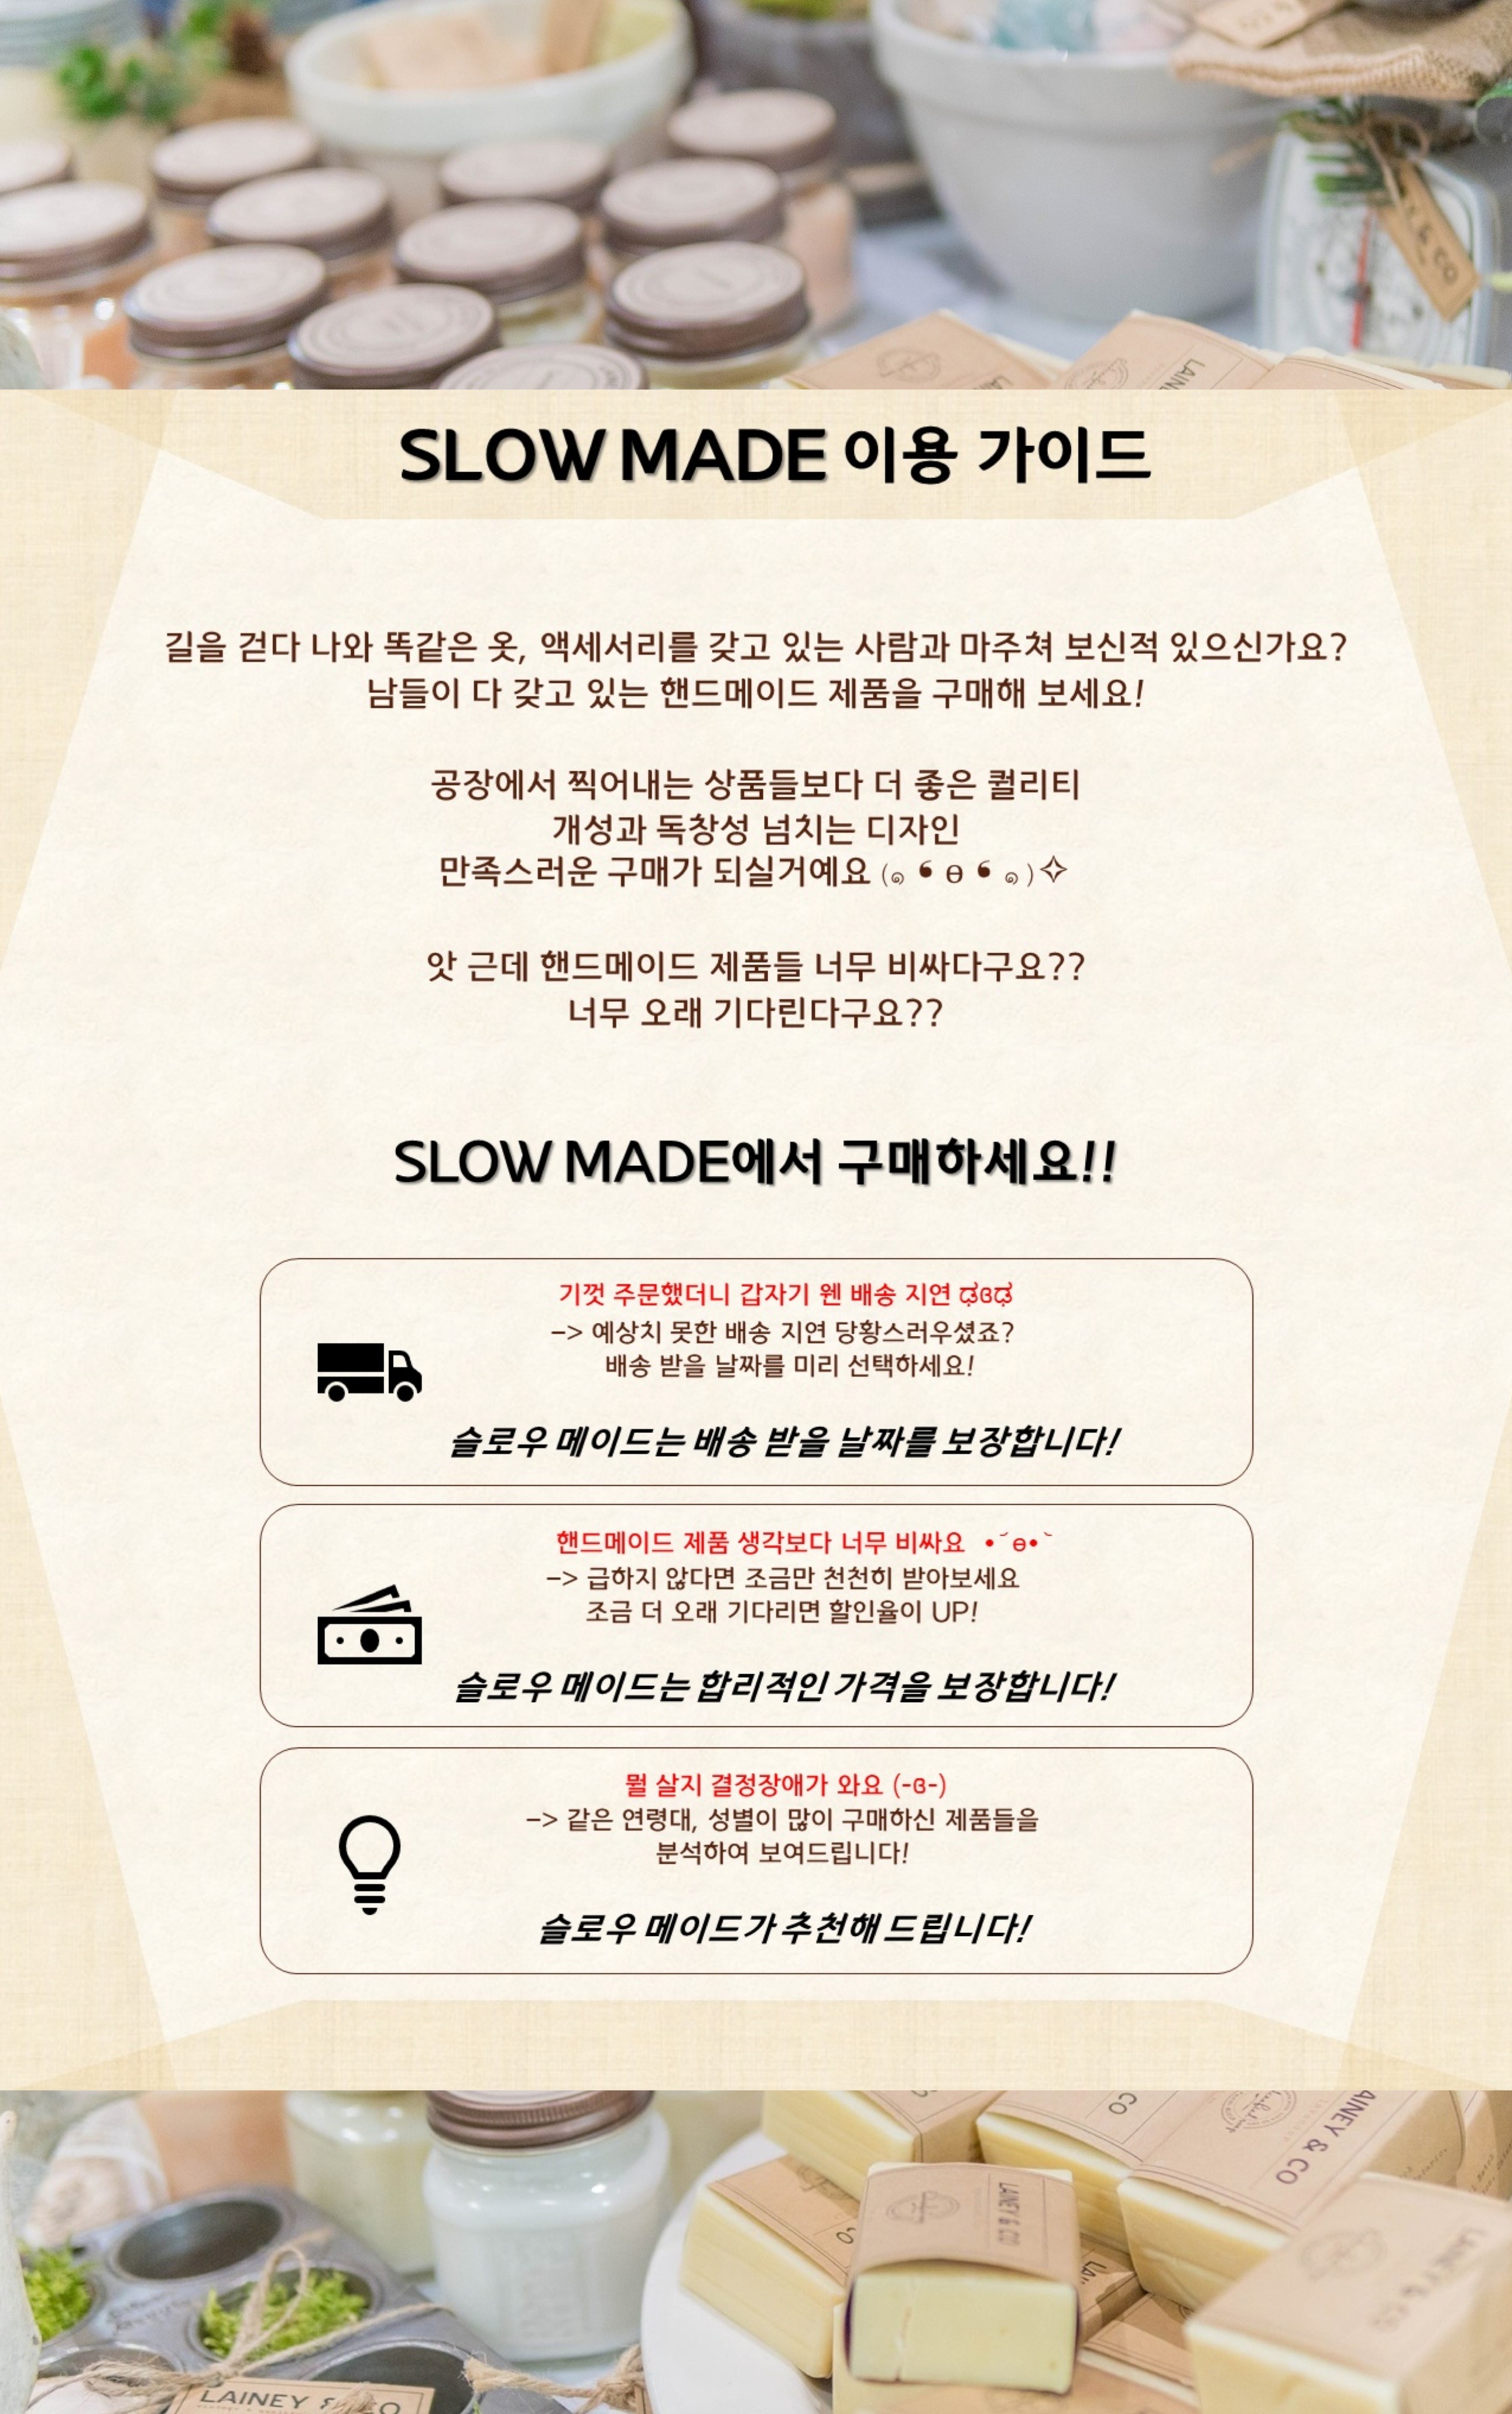 L & CO
LAINE
SLOW MADE 이용 가이드
길을 걷다 나와 똑같은 옷, 액세서리를 갖고 있는 사람과 마주쳐 보신적 있으신가요?
남들이 다 갖고 있는 핸드메이드 제품을 구매해 보세요!
공장에서 찍어내는 상품들보다 더 좋은 퀄리티
개성과 독창성 넘치는 디자인
만족스러운 구매가 되실거예요 (๑❛ө❛๑)✧
앗 근데 핸드메이드 제품들 너무 비싸다구요??
너무 오래 기다린다구요??
SLOW MADE에서 구매하세요!!
기껏 주문했더니 갑자기 웬 배송 지연 ಢɞಢ
–> 예상치 못한 배송 지연 당황스러우셨죠?
배송 받을 날짜를 미리 선택하세요!
슬로우 메이드는 배송 받을 날짜를 보장합니다!
핸드메이드 제품 생각보다 너무 비싸요 •́ө•̀
–> 급하지 않다면 조금만 천천히 받아보세요
조금 더 오래 기다리면 할인율이 UP!
슬로우 메이드는 합리적인 가격을 보장합니다!
뭘 살지 결정장애가 와요 (-ɞ-)
–> 같은 연령대, 성별이 많이 구매하신 제품들을
분석하여 보여드립니다!
슬로우 메이드가 추천해 드립니다!
CO
AINEY & CO
LAINEY & CO
CO
LAI
LAINEY & CO
LAINEY & CO